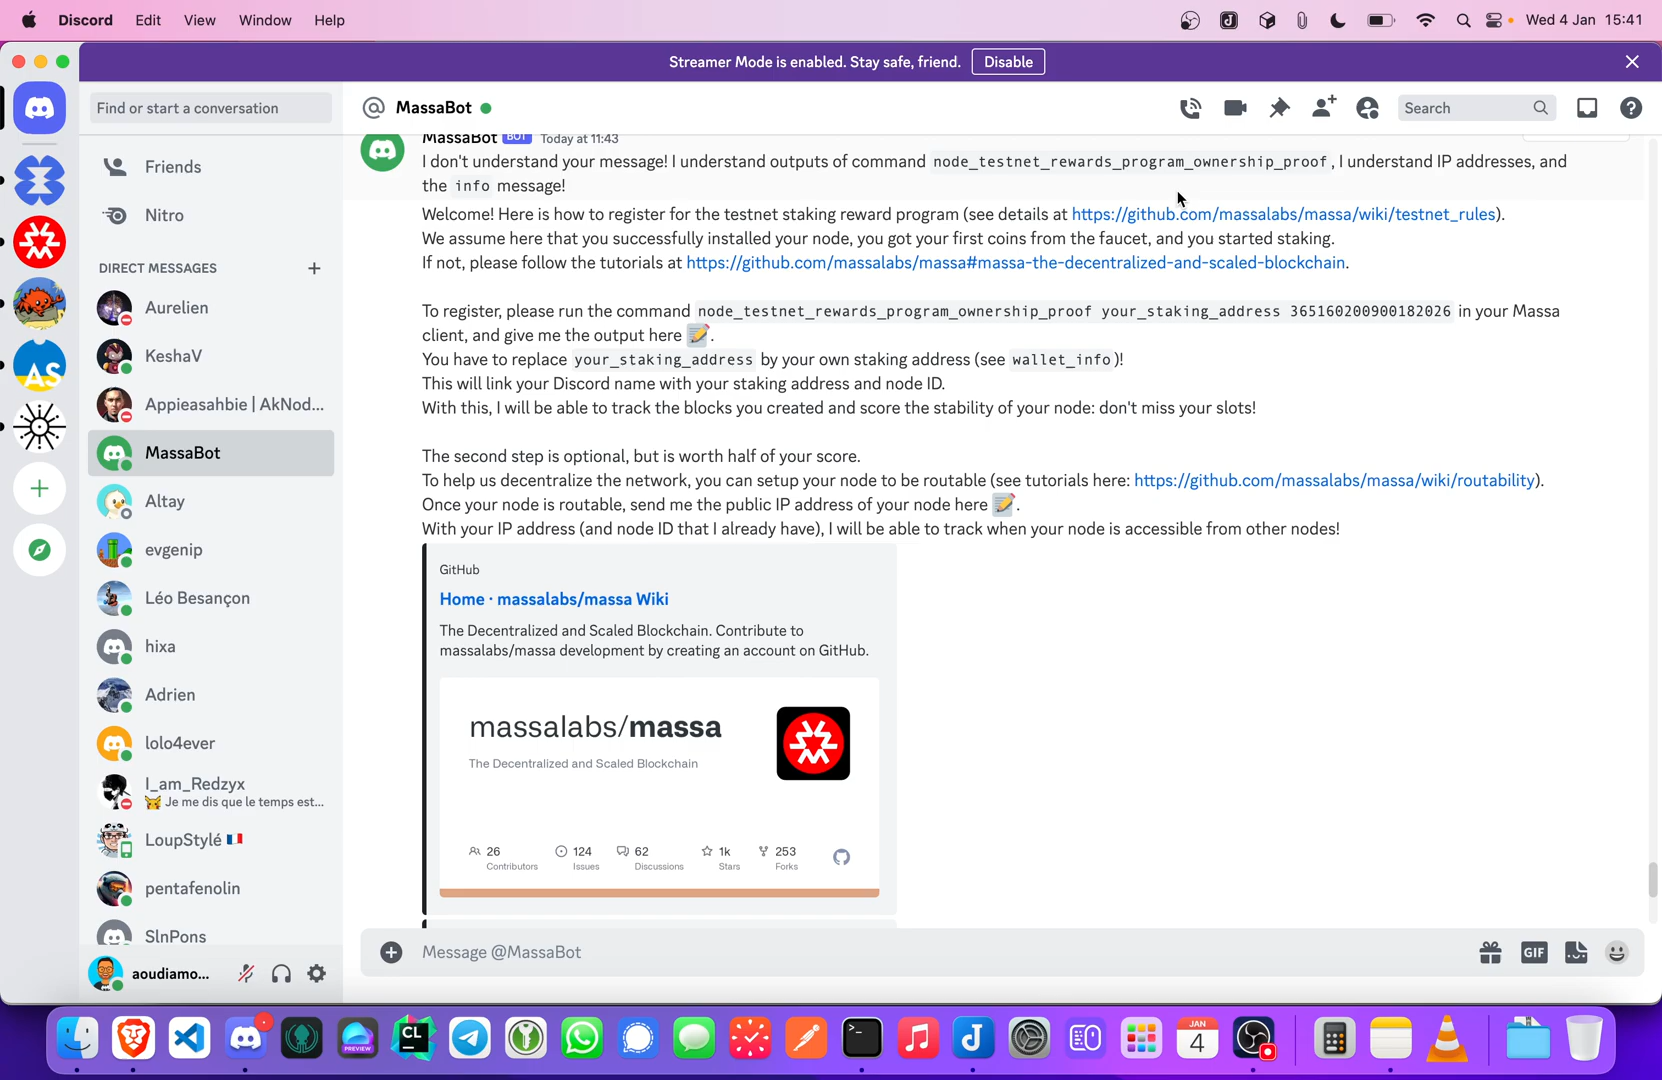 Discord Edit View Window Help Wed 4 Jan 15:41
Streamer Mode is enabled. Stay safe, friend. Disable
Find or start a conversation
Friends
Nitro
DIRECT MESSAGES
Aurelien
KeshaV
Appieasahbie | AkNod...
MassaBot
Altay
evgenip
Léo Besançon
hixa
Adrien
lolo4ever
I_am_Redzyx
Je me dis que le temps est...
LoupStylé
pentafenolin
SlnPons
aoudiamo...
MassaBot Search
MassaBot BOT Today at 11:43
I don't understand your message! I understand outputs of command node_testnet_rewards_program_ownership_proof, I understand IP addresses, and
the info message!
Welcome! Here is how to register for the testnet staking reward program (see details at https://github.com/massalabs/massa/wiki/testnet_rules).
We assume here that you successfully installed your node, you got your first coins from the faucet, and you started staking.
If not, please follow the tutorials at https://github.com/massalabs/massa#massa-the-decentralized-and-scaled-blockchain.
To register, please run the command node_testnet_rewards_program_ownership_proof your_staking_address 365160200900182026 in your Massa
client, and give me the output here 📝.
You have to replace your_staking_address by your own staking address (see wallet_info)!
This will link your Discord name with your staking address and node ID.
With this, I will be able to track the blocks you created and score the stability of your node: don't miss your slots!
The second step is optional, but is worth half of your score.
To help us decentralize the network, you can setup your node to be routable (see tutorials here: https://github.com/massalabs/massa/wiki/routability).
Once your node is routable, send me the public IP address of your node here 📝.
With your IP address (and node ID that I already have), I will be able to track when your node is accessible from other nodes!
GitHub
Home · massalabs/massa Wiki
The Decentralized and Scaled Blockchain. Contribute to
massalabs/massa development by creating an account on GitHub.
massalabs/massa
The Decentralized and Scaled Blockchain
26 124 62 1k 253
Contributors Issues Discussions Stars Forks
Message @MassaBot
GIF
AS
PREVIEW
CL
JAN
4